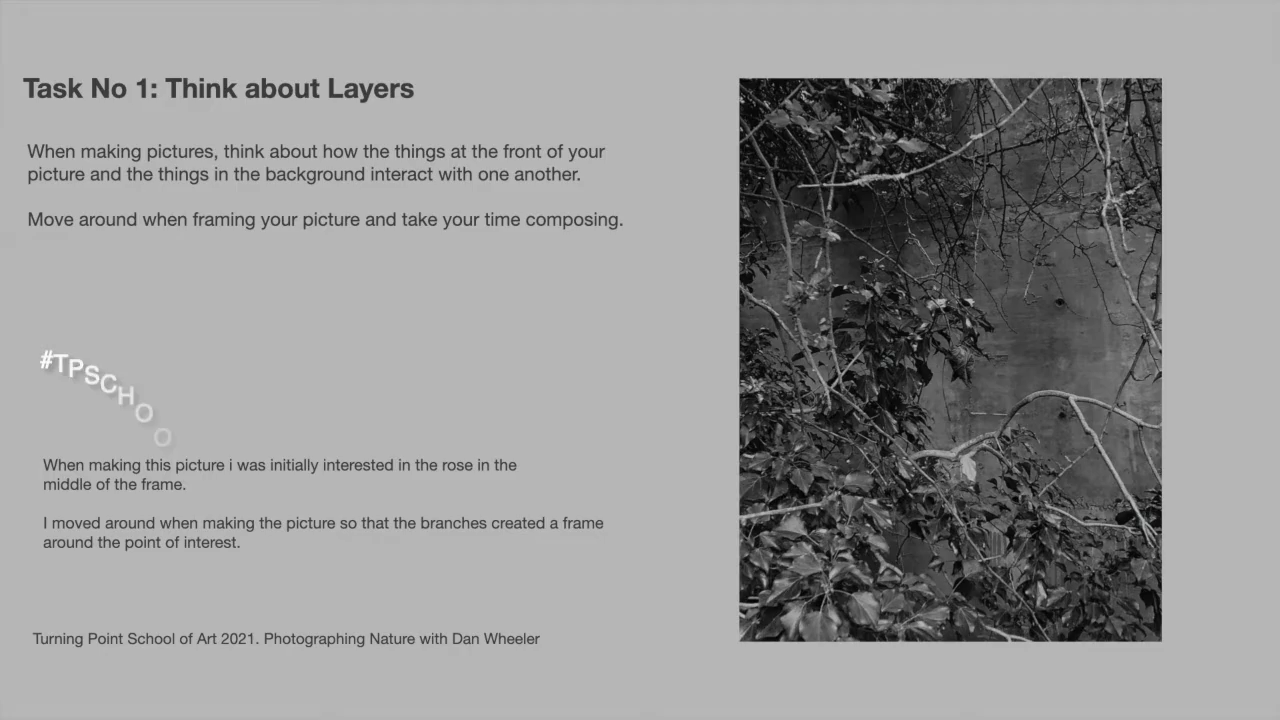 Task No 1: Think about Layers
When making pictures, think about how the things at the front of your
picture and the things in the background interact with one another.
Move around when framing your picture and take your time composing.
#TPSCHOO
When making this picture i was initially interested in the rose in the
middle of the frame.
I moved around when making the picture so that the branches created a frame
around the point of interest.
Turning Point School of Art 2021. Photographing Nature with Dan Wheeler